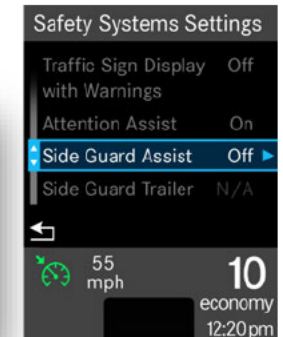 Safety Systems Settings
Traffic Sign Display Off
with Warnings
Attention Assist On
Side Guard Assist Off
Side Guard Trailer N/A
55
mph
10
economy
12:20 pm